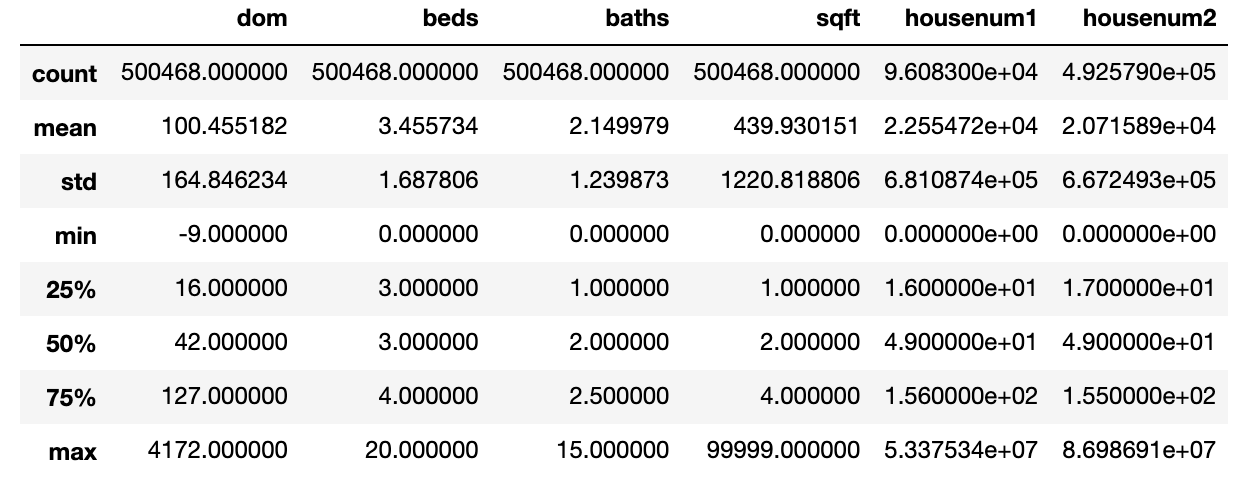 dom beds baths sqft housenum1 housenum2
count 500468.000000 500468.000000 500468.000000 500468.000000 9.608300e+04 4.925790e+05
mean 100.455182 3.455734 2.149979 439.930151 2.255472e+04 2.071589e+04
std 164.846234 1.687806 1.239873 1220.818806 6.810874e+05 6.672493e+05
min -9.000000 0.000000 0.000000 0.000000 0.000000e+00 0.000000e+00
25% 16.000000 3.000000 1.000000 1.000000 1.600000e+01 1.700000e+01
50% 42.000000 3.000000 2.000000 2.000000 4.900000e+01 4.900000e+01
75% 127.000000 4.000000 2.500000 4.000000 1.560000e+02 1.550000e+02
max 4172.000000 20.000000 15.000000 99999.000000 5.337534e+07 8.698691e+07